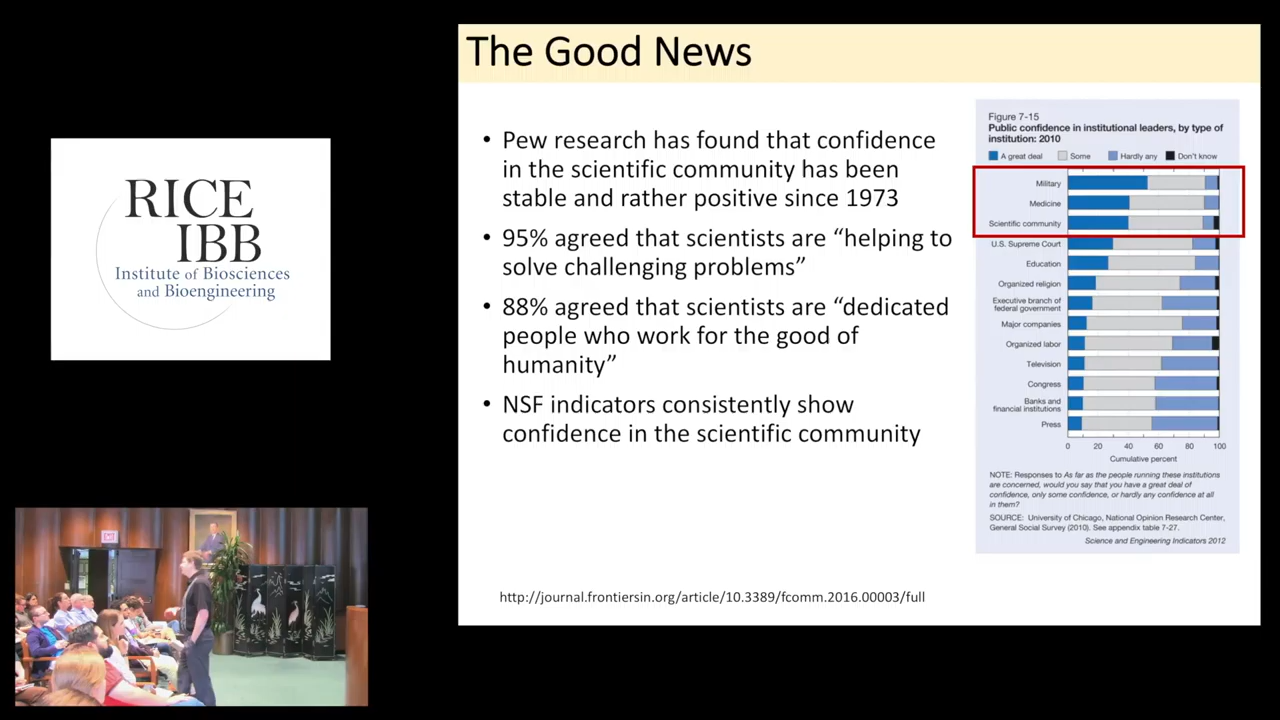 RICE
IBB
Institute of Biosciences
and Bioengineering
The Good News
• Pew research has found that confidence
in the scientific community has been
stable and rather positive since 1973
• 95% agreed that scientists are “helping to
solve challenging problems”
• 88% agreed that scientists are “dedicated
people who work for the good of
humanity”
• NSF indicators consistently show
confidence in the scientific community
http://journal.frontiersin.org/article/10.3389/fcomm.2016.00003/full
Figure 7-15
Public confidence in institutional leaders, by type of
institution: 2010
A great deal Some Hardly any Don't know
Military
Medicine
Scientific community
U.S. Supreme Court
Education
Organized religion
Executive branch of
federal government
Major companies
Organized labor
Television
Congress
Banks and
financial institutions
Press
0 20 40 60 80 100
Cumulative percent
NOTE: Responses to As far as the people running these institutions
are concerned, would you say that you have a great deal of
confidence, only some confidence, or hardly any confidence at all
in them?
SOURCE: University of Chicago, National Opinion Research Center,
General Social Survey (2010). See appendix table 7-27.
Science and Engineering Indicators 2012